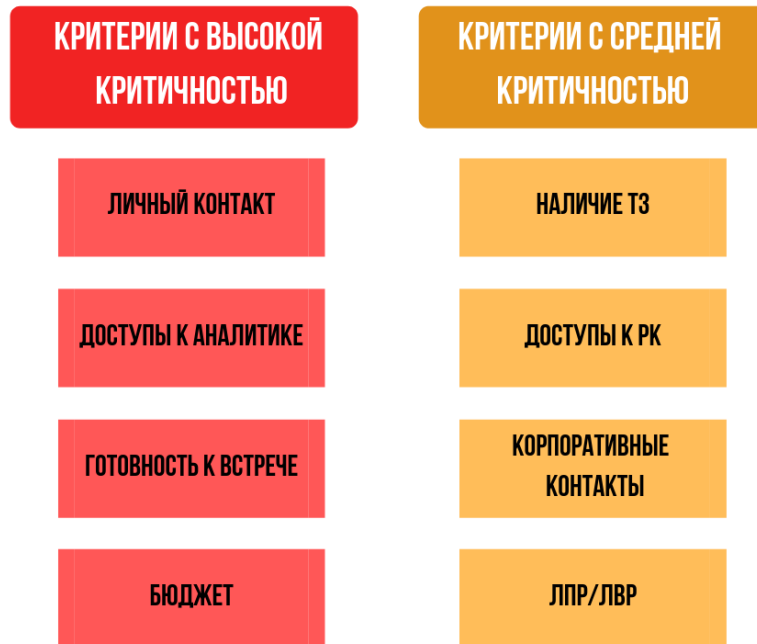 КРИТЕРИИ С ВЫСОКОЙ
КРИТИЧНОСТЬЮ
ЛИЧНЫЙ КОНТАКТ
ДОСТУПЫ К АНАЛИТИКЕ
ГОТОВНОСТЬ К ВСТРЕЧЕ
БЮДЖЕТ
КРИТЕРИИ С СРЕДНЕЙ
КРИТИЧНОСТЬЮ
НАЛИЧИЕ ТЗ
ДОСТУПЫ К РК
КОРПОРАТИВНЫЕ
КОНТАКТЫ
ЛПР/ЛВР